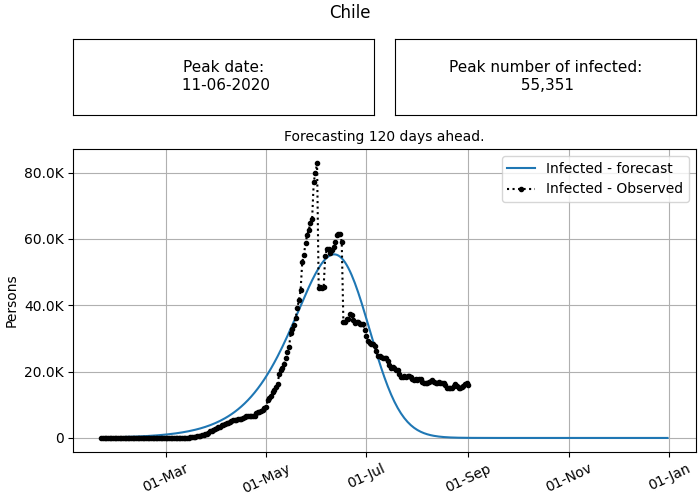 Chile
Peak date:
11-06-2020
Peak number of infected:
55,351
Forecasting 120 days ahead.
Infected - forecast
Infected - Observed
80.0K
60.0K
40.0K
20.0K
0
Persons
01-Mar
01-May
01-Jul
01-Sep
01-Nov
01-Jan